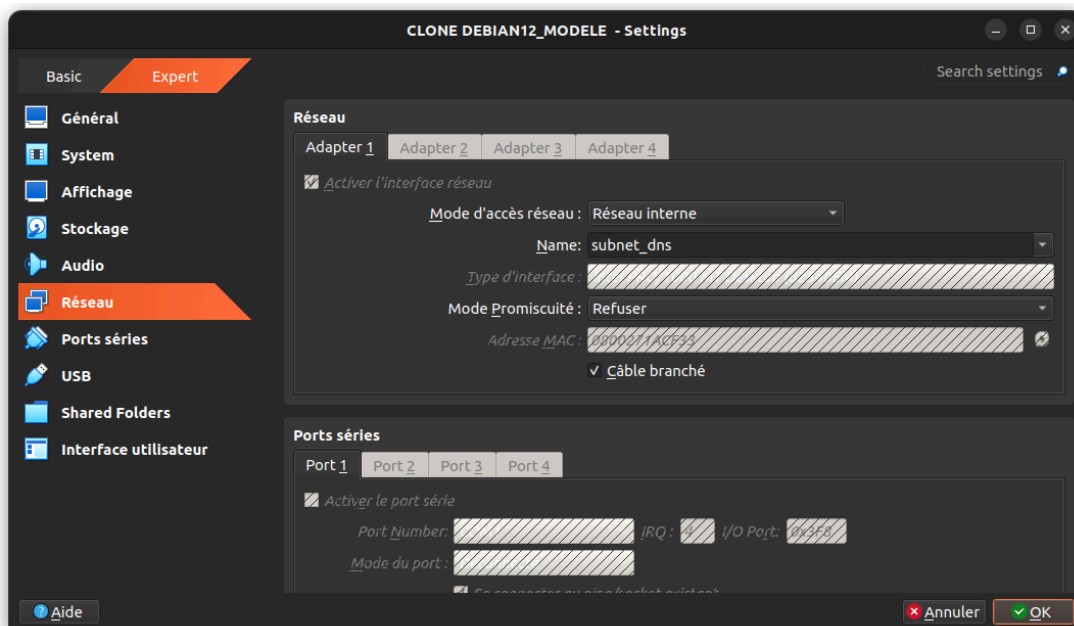 CLONE DEBIAN12_MODELE - Settings
Basic Expert Search settings
Général
System
Affichage
Stockage
Audio
Réseau
Ports séries
USB
Shared Folders
Interface utilisateur
Réseau
Adapter 1 Adapter 2 Adapter 3 Adapter 4
Activer l'interface réseau
Mode d'accès réseau : Réseau interne
Name: subnet_dns
Type d'interface :
Mode Promiscuité : Refuser
Adresse MAC : 0800271ACF33
Câble branché
Ports séries
Port 1 Port 2 Port 3 Port 4
Activer le port série
Port Number: IRQ : 4 I/O Port: 0x3F8
Mode du port :
Aide Annuler OK